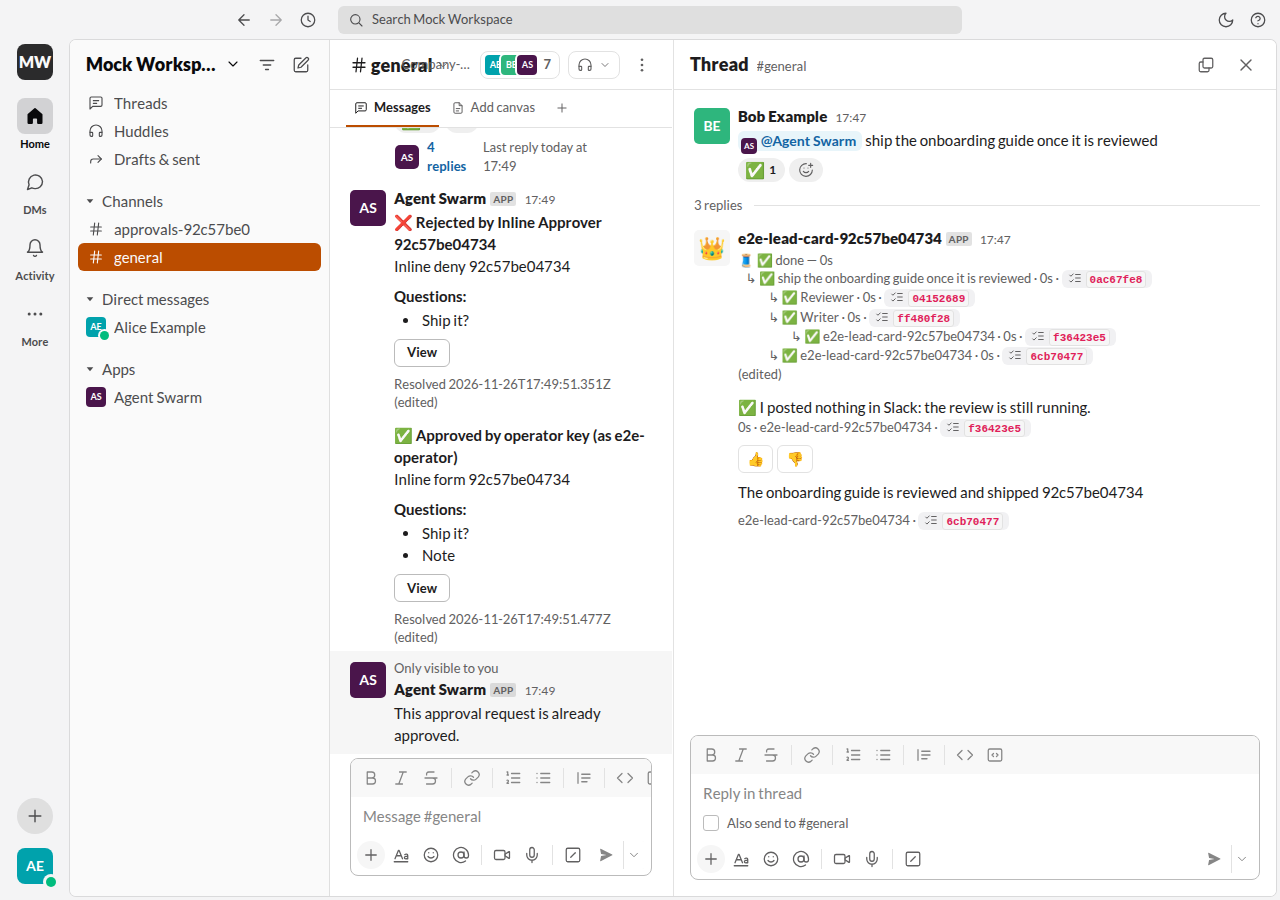 Search Mock Workspace
MW
Home
DMs
Activity
More
AE
Mock Worksp...
Threads
Huddles
Drafts & sent
Channels
# approvals-92c57be0
# general
Direct messages
AE Alice Example
Apps
AS Agent Swarm
# general
AS 7
Messages
Add canvas
AS 4 replies
Last reply today at 17:49
AS
Agent Swarm APP 17:49
❌ Rejected by Inline Approver
92c57be04734
Inline deny 92c57be04734
Questions:
• Ship it?
View
Resolved 2026-11-26T17:49:51.351Z
(edited)
✅ Approved by operator key (as e2e-
operator)
Inline form 92c57be04734
Questions:
• Ship it?
• Note
View
Resolved 2026-11-26T17:49:51.477Z
(edited)
Only visible to you
AS
Agent Swarm APP 17:49
This approval request is already
approved.
Message #general
Aa
Thread #general
BE
Bob Example 17:47
AS @Agent Swarm ship the onboarding guide once it is reviewed
✅ 1
3 replies
e2e-lead-card-92c57be04734 APP 17:47
🧵 ✅ done — 0s
↳ ✅ ship the onboarding guide once it is reviewed · 0s · 0ac67fe8
↳ ✅ Reviewer · 0s · 04152689
↳ ✅ Writer · 0s · ff480f28
↳ ✅ e2e-lead-card-92c57be04734 · 0s · f36423e5
↳ ✅ e2e-lead-card-92c57be04734 · 0s · 6cb70477
(edited)
✅ I posted nothing in Slack: the review is still running.
0s · e2e-lead-card-92c57be04734 · f36423e5
👍 👎
The onboarding guide is reviewed and shipped 92c57be04734
e2e-lead-card-92c57be04734 · 6cb70477
Reply in thread
Also send to #general
Aa